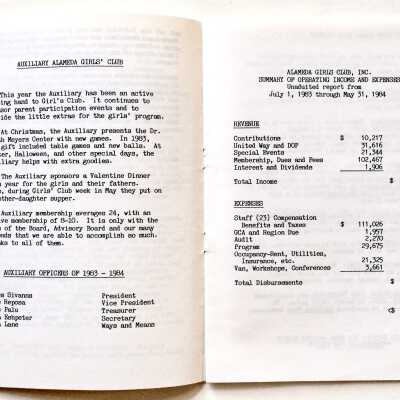 AUXILIARY ALAMEDA GIRLS' CLUB
This year the Auxiliary has been an active
ing hand to Girl's Club. It continues to
sor parent participation events and to
ide the little extras for the girls' program.
At Christmas, the Auxiliary presents the Dr.
h Meyers Center with new games. In 1983,
gift included table games and new balls. At
er, Halloween, and other special days, the
iliary helps with extra goodies.
The Auxiliary sponsors a Valentine Dinner
year for the girls and their fathers.
, during Girls' Club week in May they put on
ther-daughter supper.
Auxiliary membership averages 24, with an
ve membership of 8-10. It is only with the
of the Board, Advisory Board and our many
ds that we are able to accomplish so much.
ks to all of them.
AUXILIARY OFFICERS OF 1983 - 1984
Sivanns President
Reposa Vice President
Palu Treasurer
Kehpeter Secretary
Lane Ways and Means
ALAMEDA GIRLS CLUB, INC.
SUMMARY OF OPERATING INCOME AND EXPENSES
Unaudited report from
July 1, 1983 through May 31, 1984
REVENUE
Contributions $ 10,217
United Way and DOF 31,616
Special Events 21,344
Membership, Dues and Fees 102,467
Interest and Dividends 1,906
Total Income $
EXPENSES
Staff (23) Compensation
Benefits and Taxes $ 111,026
GCA and Region Due 1,957
Audit 2,270
Program 29,675
Occupancy-Rent, Utilities,
Insurance, etc. 21,325
Van, Workshops, Conferences 3,661
Total Disbursements $
<$